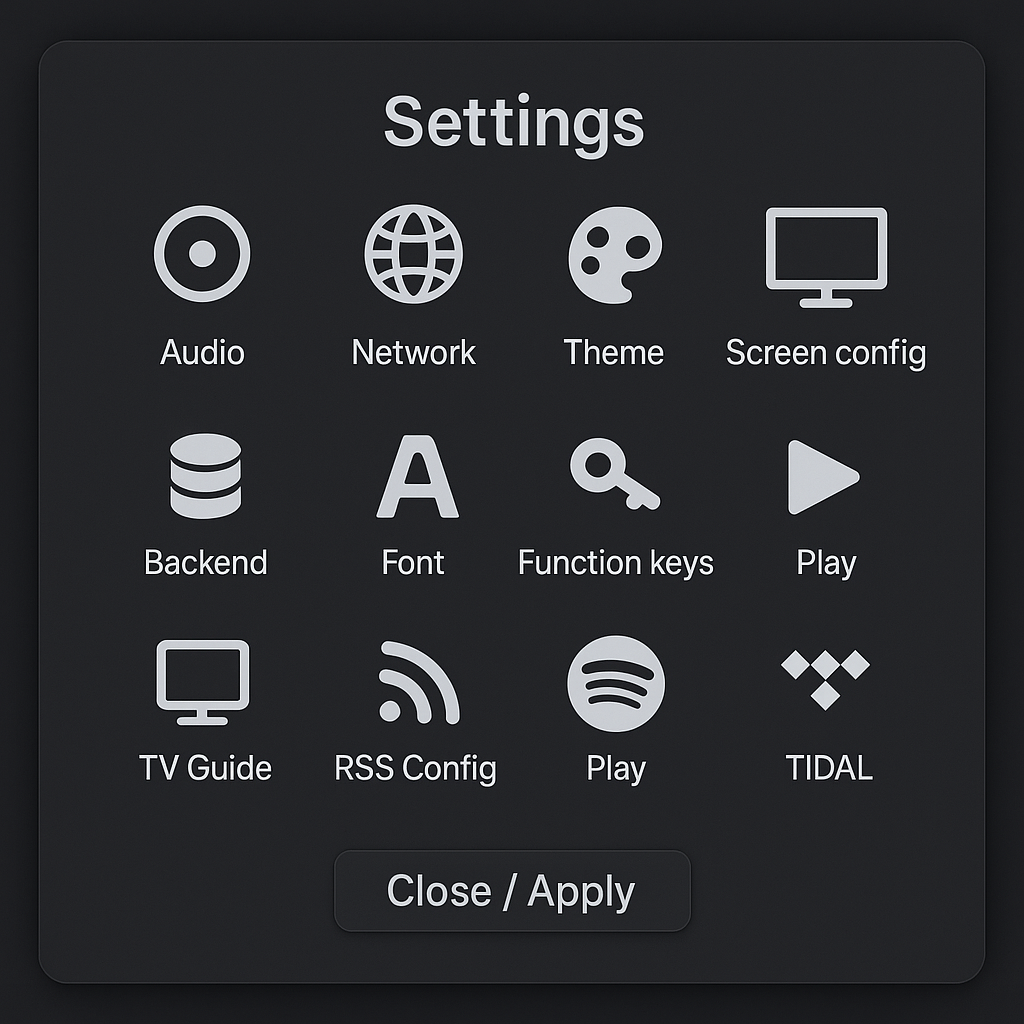 Settings
Audio
Network
Theme
Screen config
Backend
Font
Function keys
Play
TV Guide
RSS Config
Play
TIDAL
Close / Apply